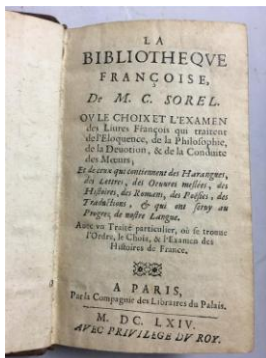 LA
BIBLIOTHEQVE
FRANÇOISE,
De M. C. SOREL.
OV LE CHOIX ET L'EXAMEN
des Liures François qui traitent
de l'Eloquence, de la Philosophie,
de la Deuotion, & de la Conduite
des Mœurs,
Et de ceux qui contiennent des Harangues,
des Lettres, des Oeuures meslées, des
Histoires, des Romans, des Poësies, des
Traductions, & qui ont seruy au
Progrez de nostre Langue.
Auec vn Traité particulier, où se trouue
l'Ordre, le Choix, & l'Examen des
Histoires de France.
A PARIS,
Par la Compagnie des Libraires du Palais.
M. DC. LXIV.
AVEC PRIVILEGE DV ROY.